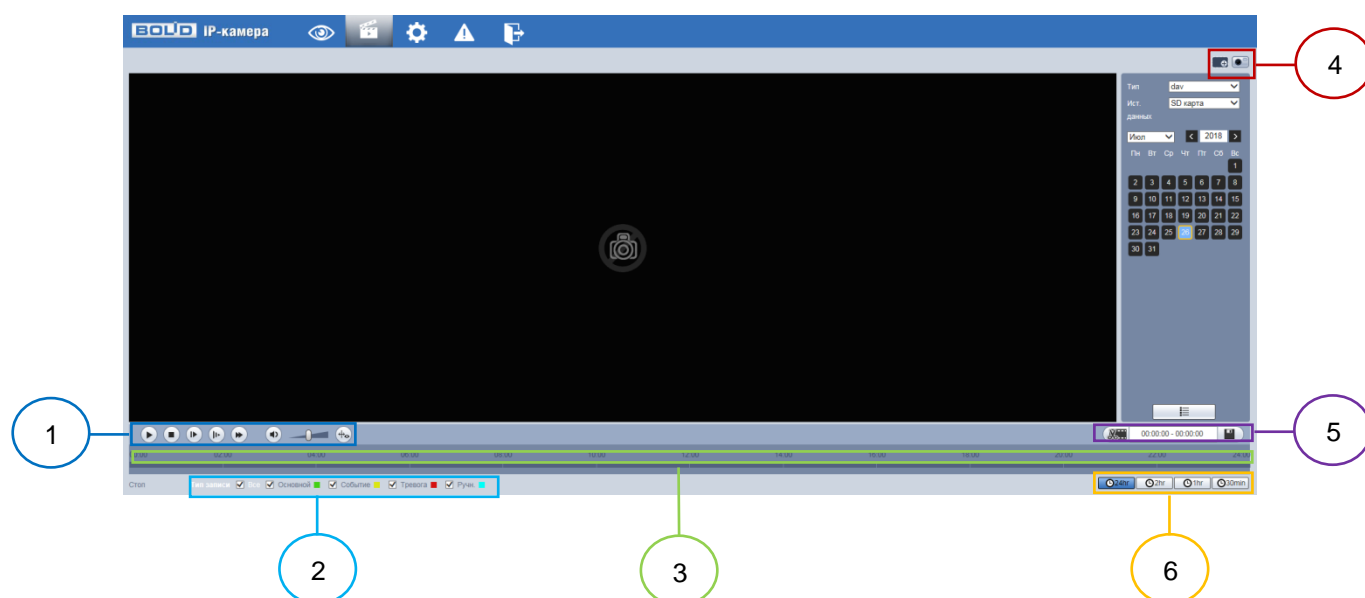 BOLID IP-камера
4
Тип dav
Ист. SD карта
данных
Июл 2018
Пн Вт Ср Чт Пт Сб Вс
1
2 3 4 5 6 7 8
9 10 11 12 13 14 15
16 17 18 19 20 21 22
23 24 25 26 27 28 29
30 31
1
00:00:00 - 00:00:00
5
02:00 04:00 06:00 08:00 10:00 12:00 14:00 16:00 18:00 20:00 22:00 24:00
Стоп Тип записи Все Основной Событие Тревога Ручн.
24hr 2hr 1hr 30min
2
3
6